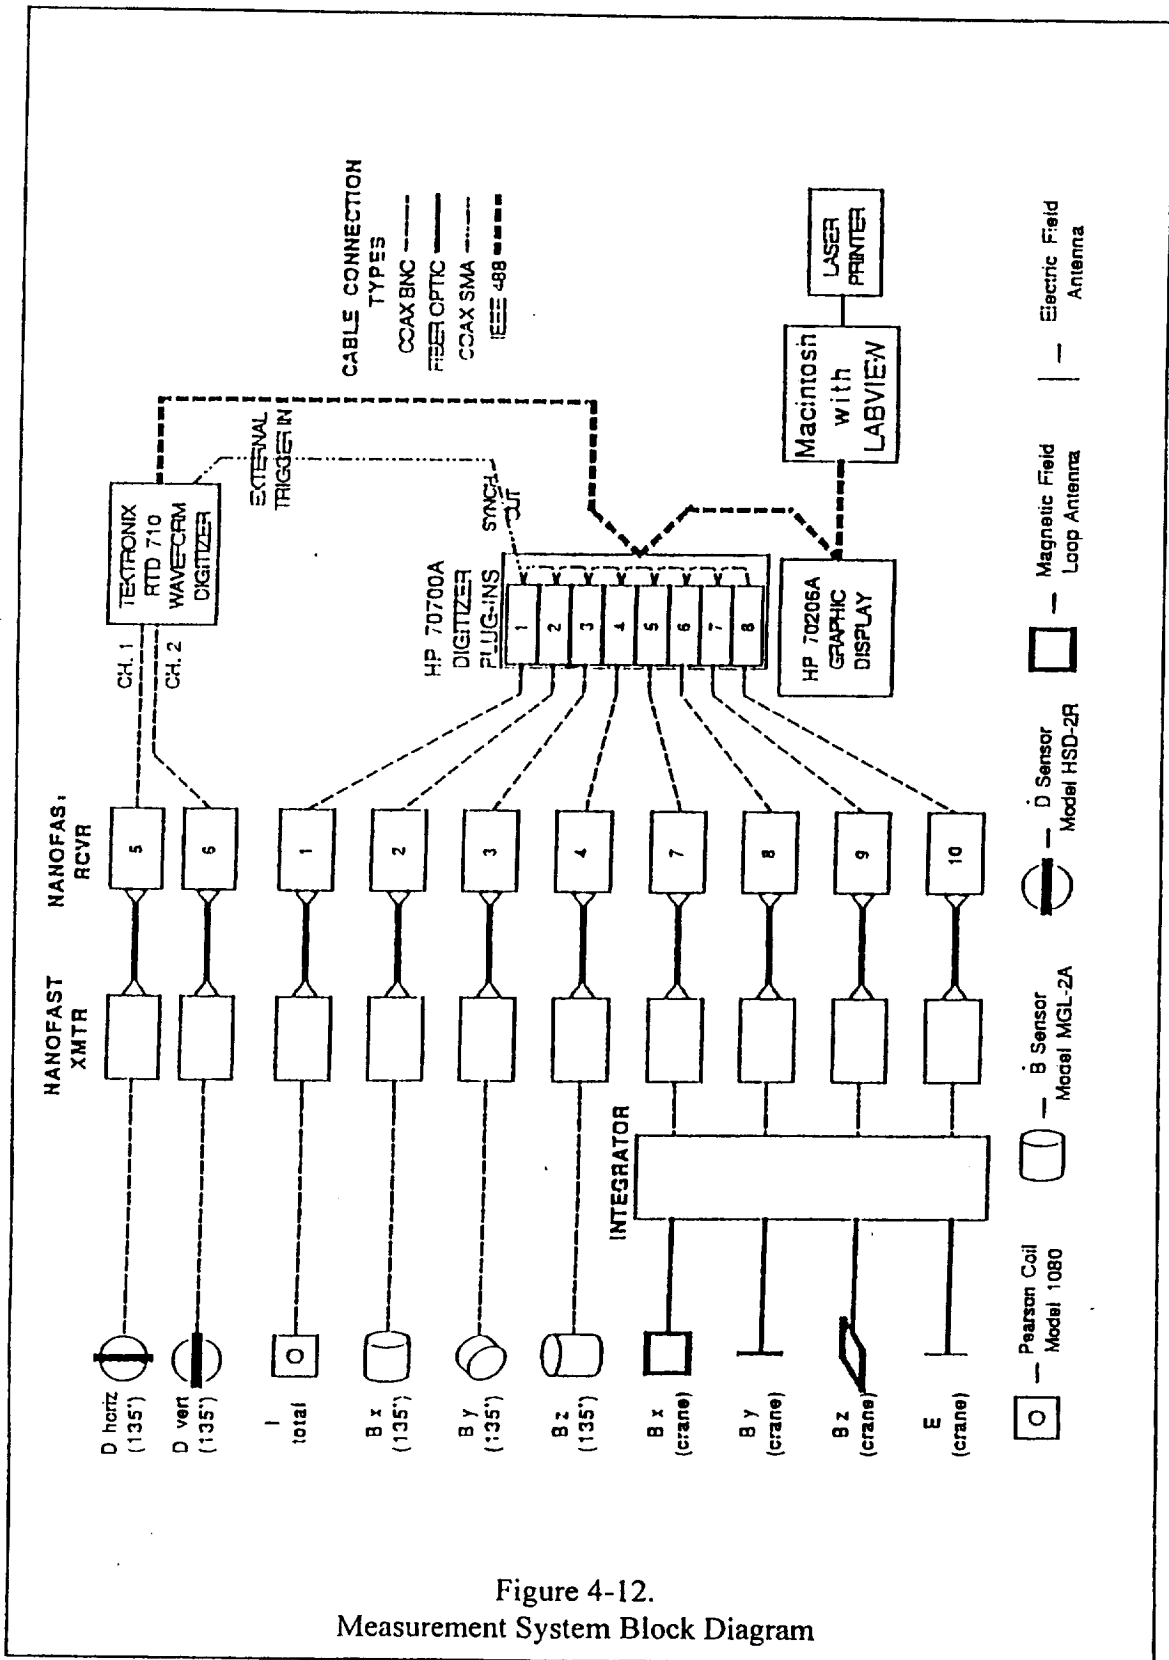 NANOFAST
XMTR
NANOFAST
RCVR
D horiz
(135°)
D vert
(135°)
I
total
B x
(135°)
B y
(135°)
B z
(135°)
B x
(crane)
B y
(crane)
B z
(crane)
E
(crane)
INTEGRATOR
5
6
1
2
3
4
7
8
9
10
CH. 1
CH. 2
TEKTRONIX
RTD 710
WAVEFORM
DIGITIZER
EXTERNAL
TRIGGER IN
SYNCH
OUT
HP 70700A
DIGITIZER
PLUG-INS
1
2
3
4
5
6
7
8
HP 70206A
GRAPHIC
DISPLAY
Macintosh
with
LABVIEW
LASER
PRINTER
CABLE CONNECTION
TYPES
COAX BNC
FIBER OPTIC
COAX SMA
IEEE 488
— Pearson Coil
Model 1080
— Ḃ Sensor
Model MGL-2A
— Ḋ Sensor
Model HSD-2R
— Magnetic Field
Loop Antenna
— Electric Field
Antenna
Figure 4-12.
Measurement System Block Diagram